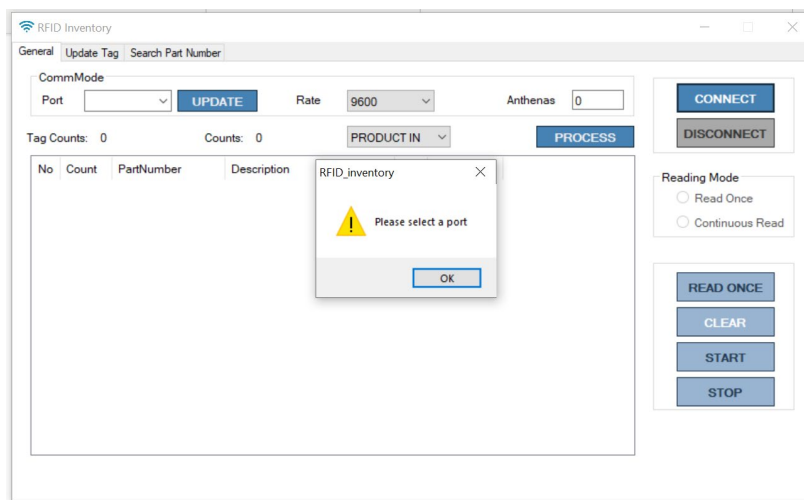 RFID Inventory
General Update Tag Search Part Number
CommMode
Port UPDATE Rate 9600 Anthenas 0 CONNECT
Tag Counts: 0 Counts: 0 PRODUCT IN PROCESS DISCONNECT
No Count PartNumber Description
RFID_inventory
Please select a port
OK
Reading Mode
Read Once
Continuous Read
READ ONCE
CLEAR
START
STOP